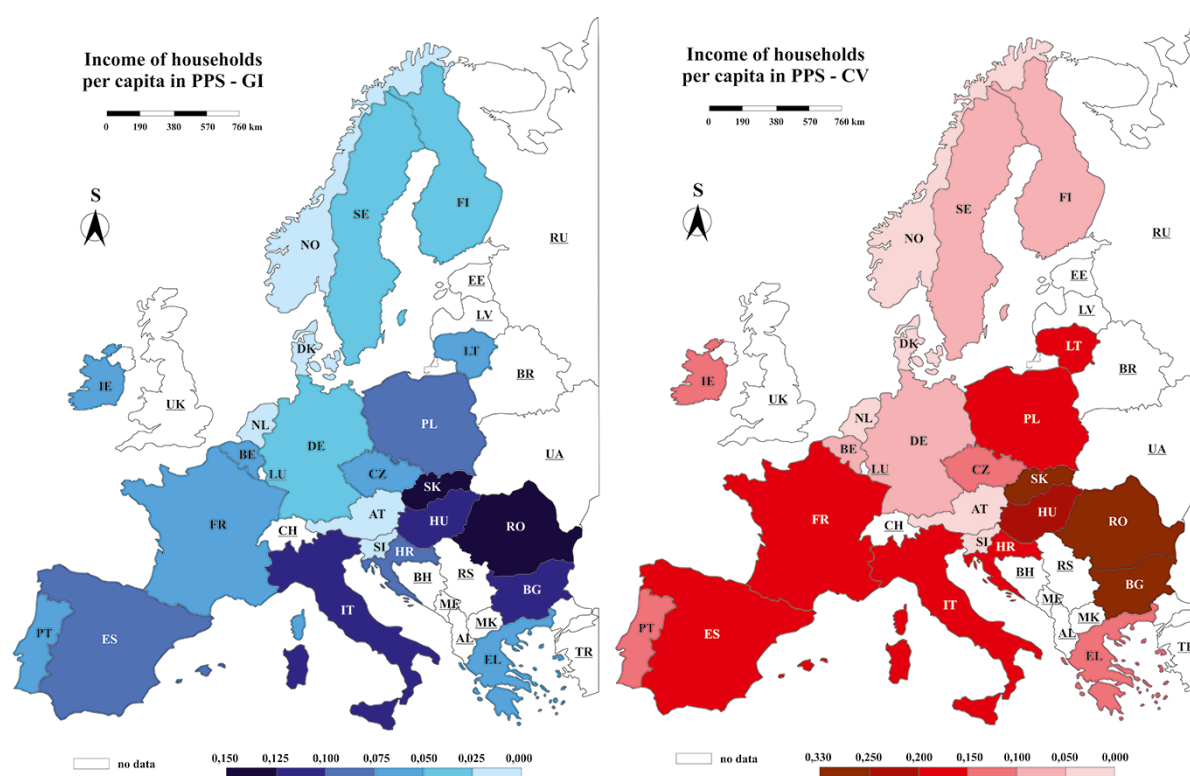 Income of households
per capita in PPS - GI
0 190 380 570 760 km
S
NO
SE
FI
RU
EE
LV
LT
DK
BR
IE
UK
NL
PL
BE
DE
LU
CZ
UA
SK
FR
AT
HU
RO
CH
SI
HR
BH
RS
BG
IT
ME
MK
AL
PT
ES
EL
TR
no data
0,150 0,125 0,100 0,075 0,050 0,025 0,000
Income of households
per capita in PPS - CV
0 190 380 570 760 km
S
NO
SE
FI
RU
EE
LV
LT
DK
BR
IE
UK
NL
PL
BE
DE
LU
CZ
UA
SK
FR
AT
HU
RO
CH
SI
HR
BH
RS
BG
IT
ME
MK
AL
PT
ES
EL
no data
0,330 0,250 0,200 0,150 0,100 0,050 0,000